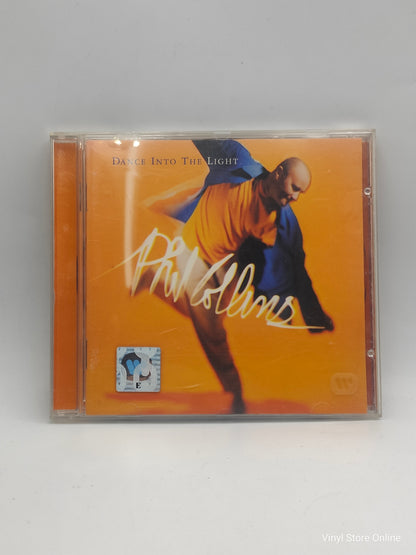 DANCE INTO THE LIGHT
Phil Collins
E
Vinyl Store Online